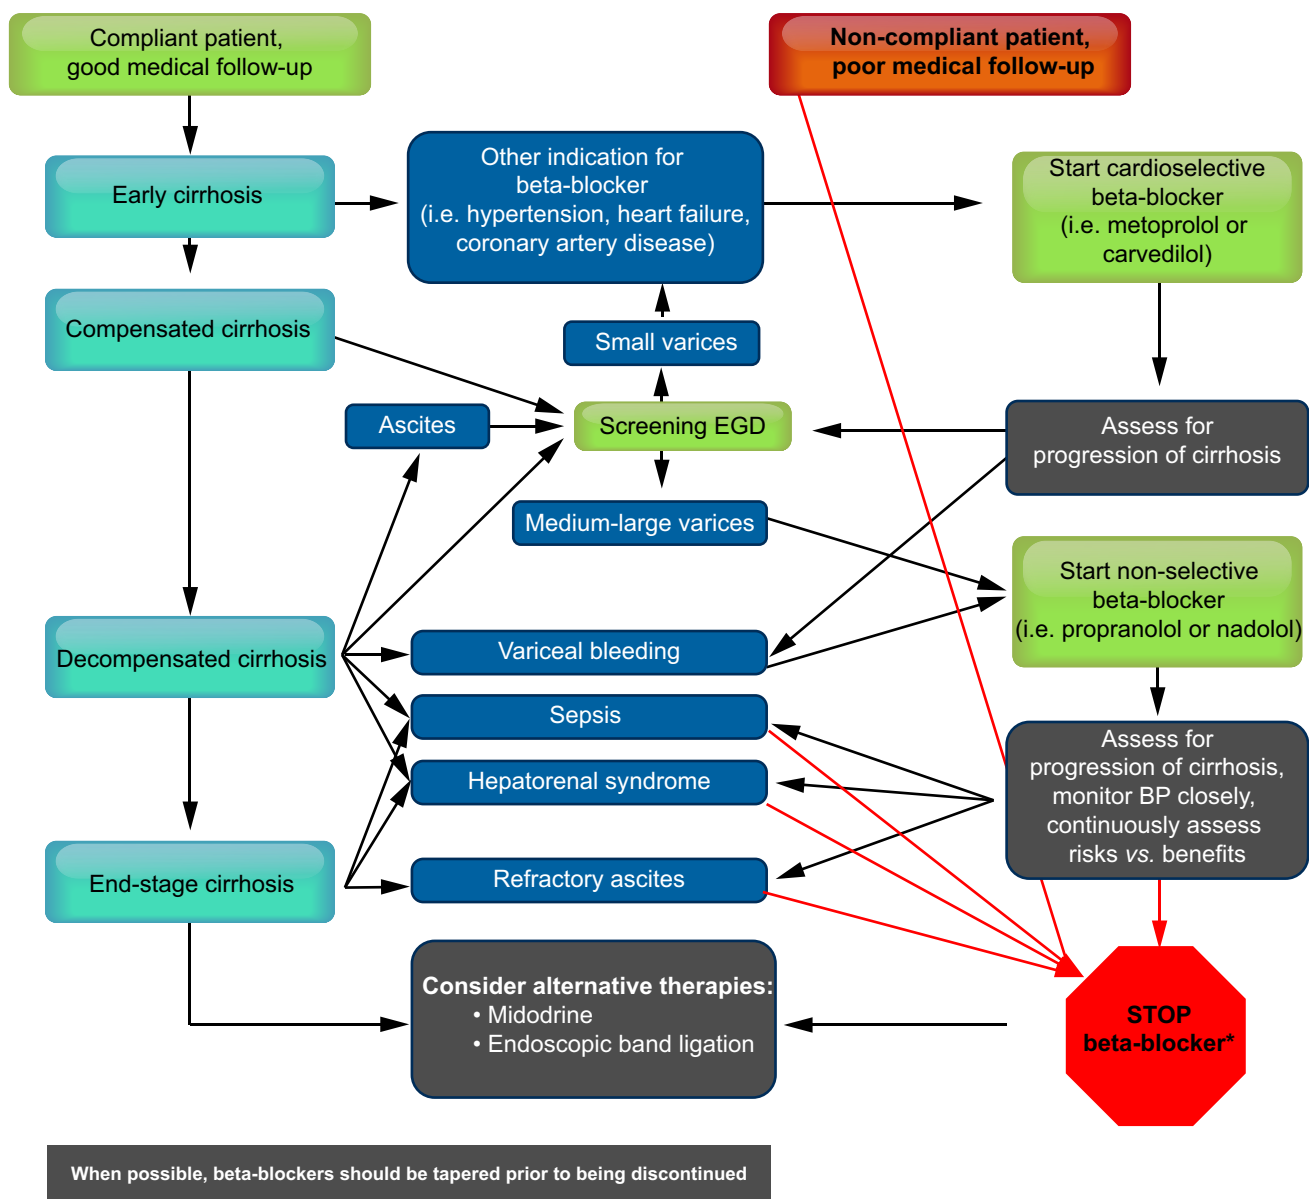 Compliant patient,
good medical follow-up
Non-compliant patient,
poor medical follow-up
Early cirrhosis
Other indication for
beta-blocker
(i.e. hypertension, heart failure,
coronary artery disease)
Start cardioselective
beta-blocker
(i.e. metoprolol or
carvedilol)
Compensated cirrhosis
Small varices
Ascites
Screening EGD
Assess for
progression of cirrhosis
Medium-large varices
Start non-selective
beta-blocker
(i.e. propranolol or nadolol)
Decompensated cirrhosis
Variceal bleeding
Sepsis
Hepatorenal syndrome
Assess for
progression of cirrhosis,
monitor BP closely,
continuously assess
risks vs. benefits
End-stage cirrhosis
Refractory ascites
Consider alternative therapies:
• Midodrine
• Endoscopic band ligation
STOP
beta-blocker*
When possible, beta-blockers should be tapered prior to being discontinued